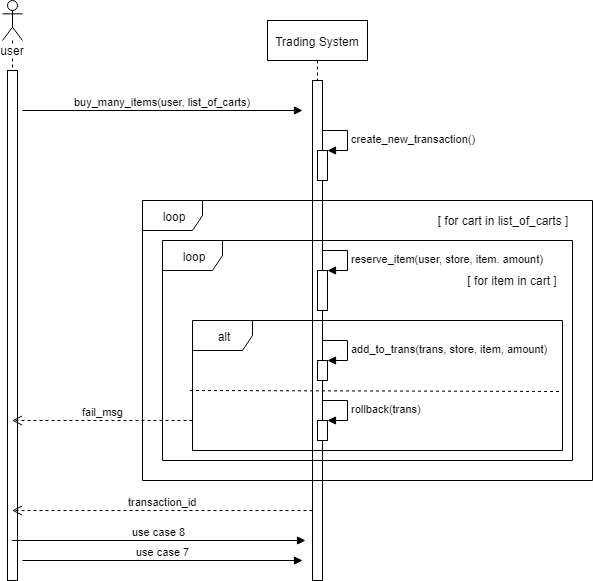 user
Trading System
buy_many_items(user, list_of_carts)
create_new_transaction()
loop
[ for cart in list_of_carts ]
loop
reserve_item(user, store, item. amount)
[ for item in cart ]
alt
add_to_trans(trans, store, item, amount)
rollback(trans)
fail_msg
transaction_id
use case 8
use case 7